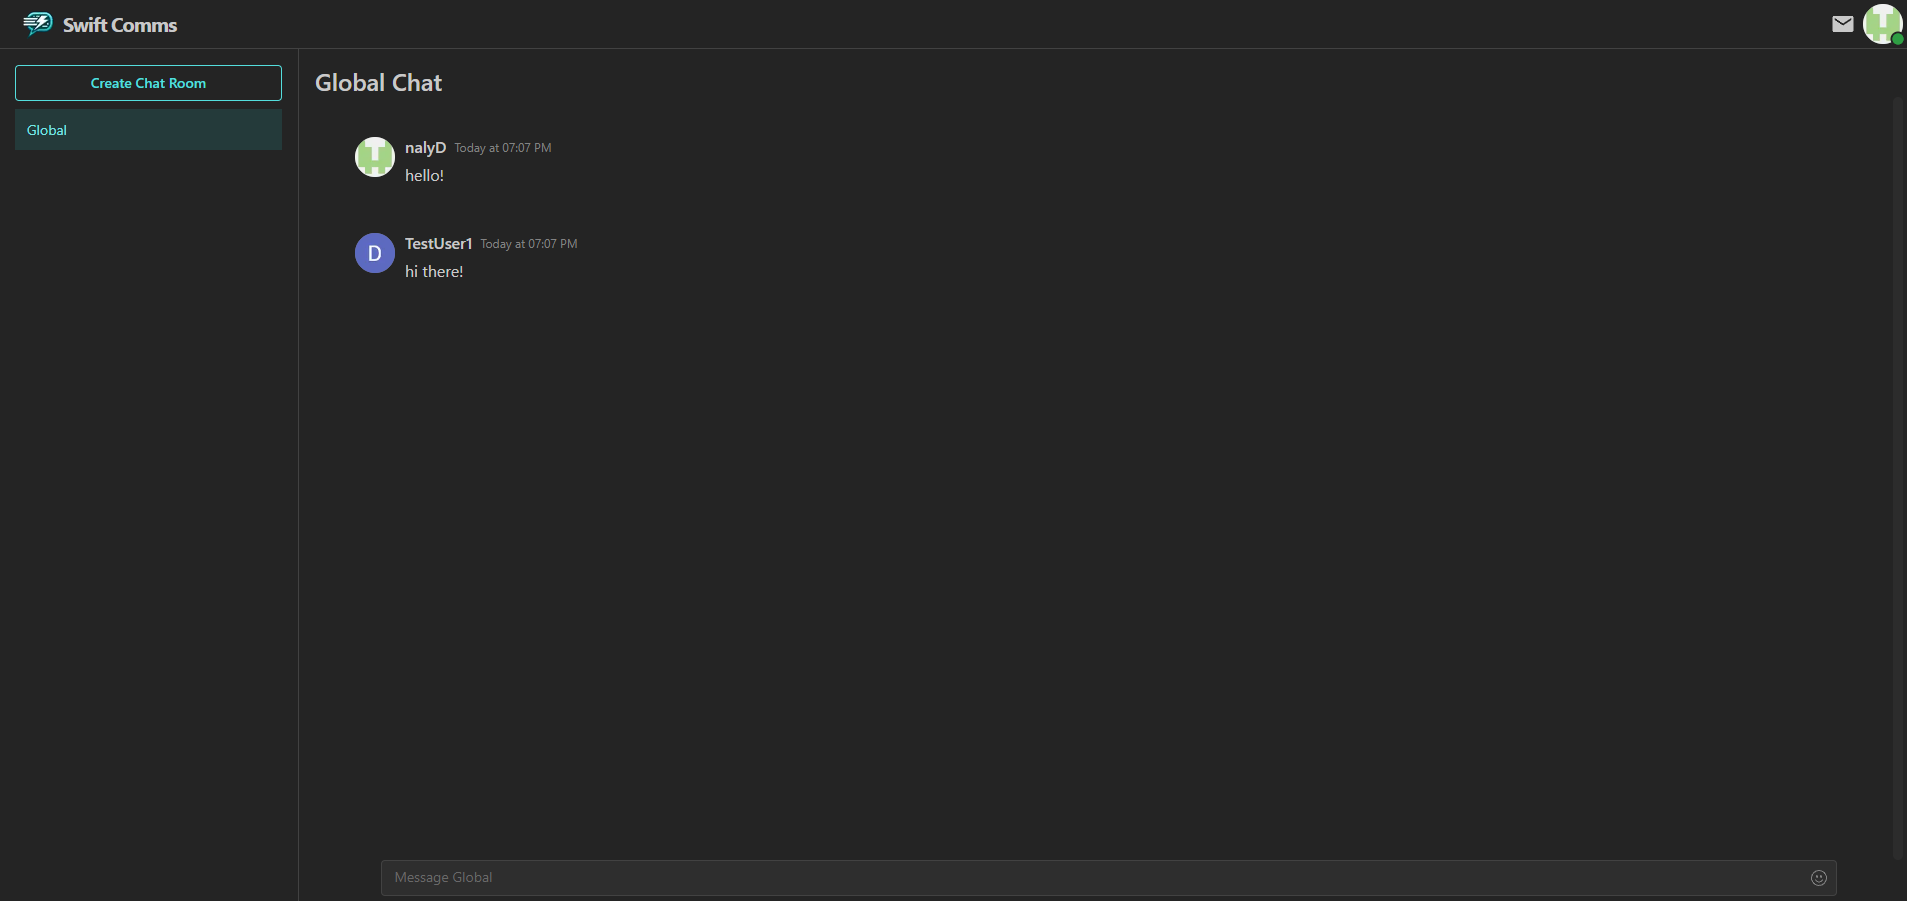 Swift Comms
Create Chat Room
Global
Global Chat
nalyD Today at 07:07 PM
hello!
D
TestUser1 Today at 07:07 PM
hi there!
Message Global